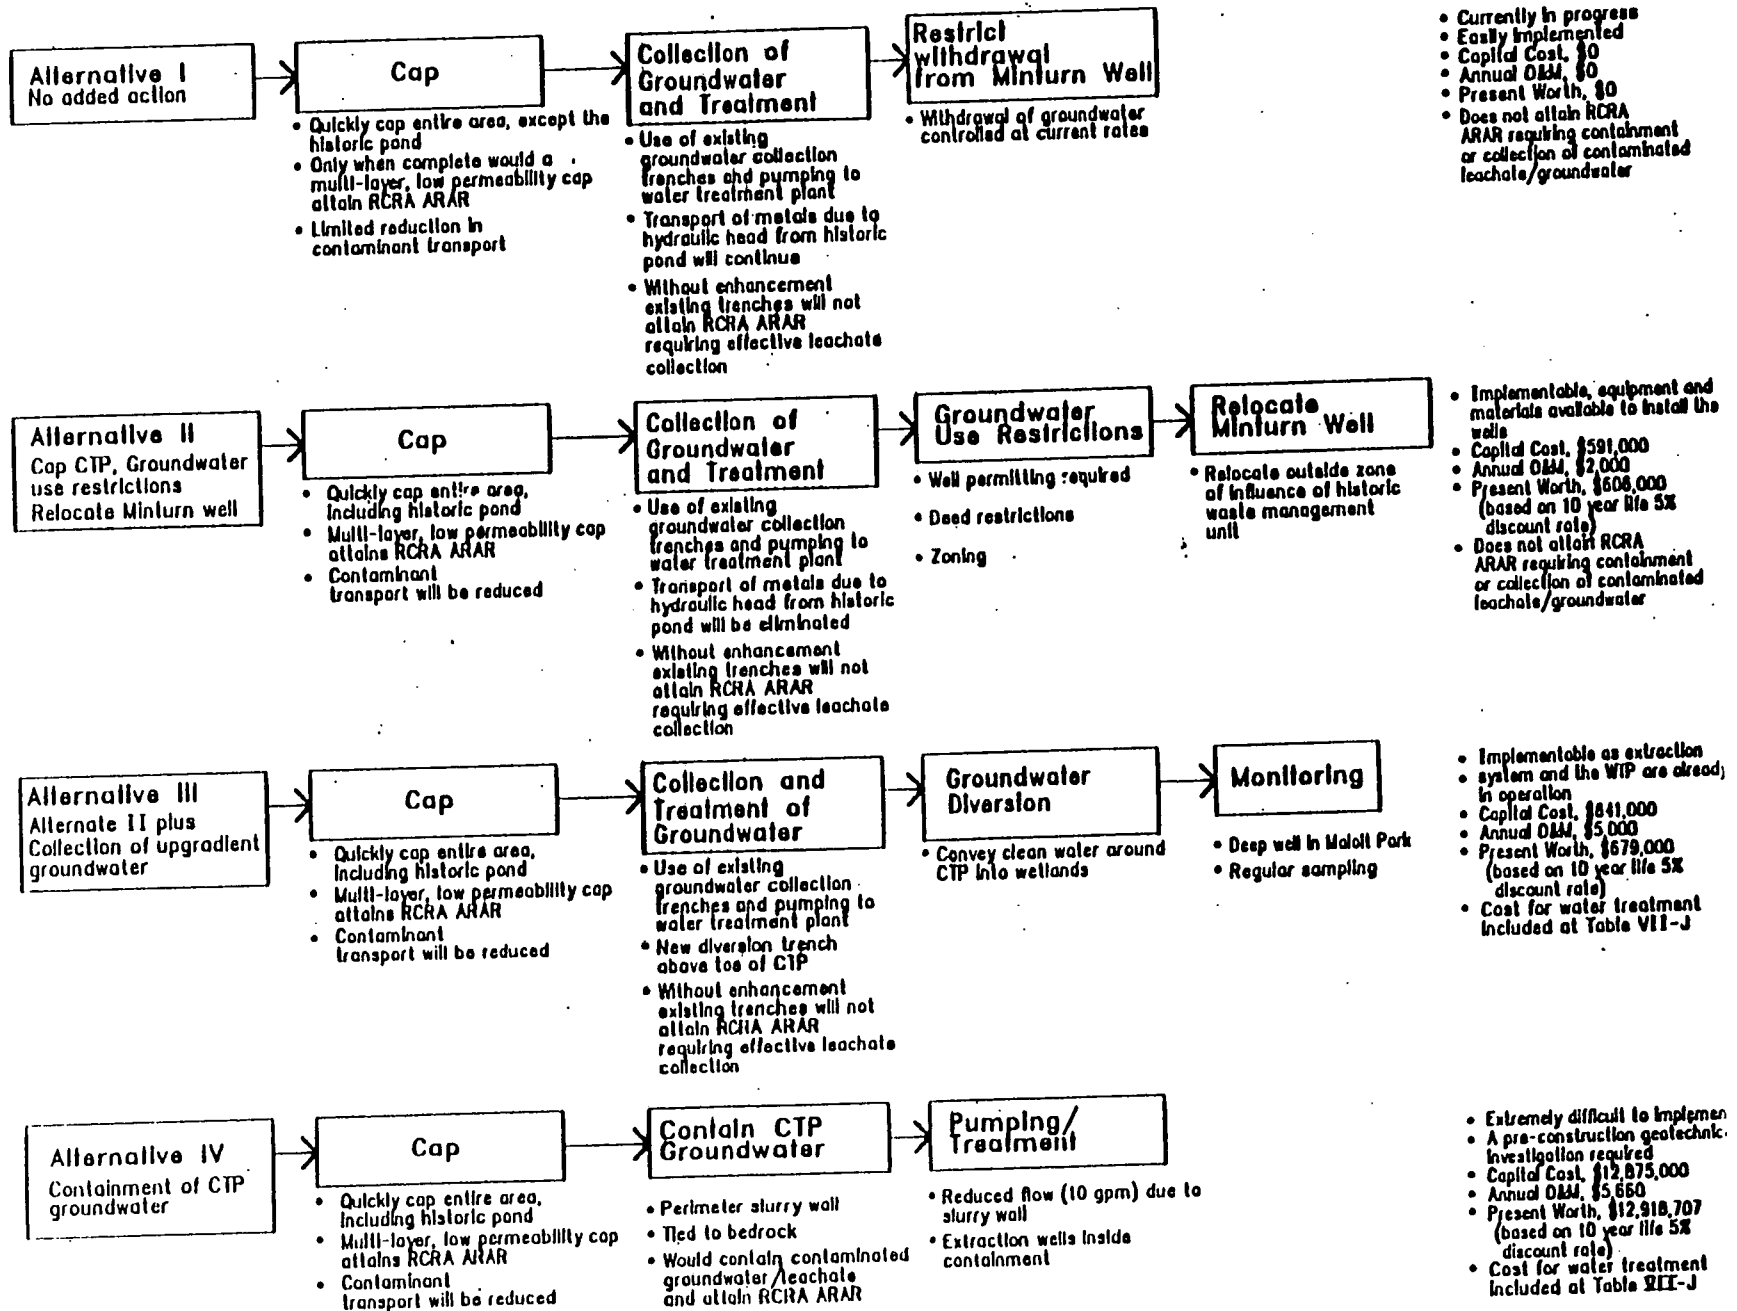 Alternative I
No added action
Cap
• Quickly cap entire area, except the
historic pond
• Only when complete would a
multi-layer, low permeability cap
attain RCRA ARAR
• Limited reduction in
contaminant transport
Collection of
Groundwater
and Treatment
• Use of existing
groundwater collection
trenches and pumping to
water treatment plant
• Transport of metals due to
hydraulic head from historic
pond will continue
• Without enhancement
existing trenches will not
attain RCRA ARAR
requiring effective leachate
collection
Restrict
withdrawal
from Minturn Well
• Withdrawal of groundwater
controlled at current rates
• Currently in progress
• Easily Implemented
• Capital Cost, $0
• Annual O&M, $0
• Present Worth, $0
• Does not attain RCRA
ARAR requiring containment
or collection of contaminated
leachate/groundwater
Alternative II
Cap CTP, Groundwater
use restrictions
Relocate Minturn well
Cap
• Quickly cap entire area,
including historic pond
• Multi-layer, low permeability cap
attains RCRA ARAR
• Contaminant
transport will be reduced
Collection of
Groundwater
and Treatment
• Use of existing
groundwater collection
trenches and pumping to
water treatment plant
• Transport of metals due to
hydraulic head from historic
pond will be eliminated
• Without enhancement
existing trenches will not
attain RCRA ARAR
requiring effective leachate
collection
Groundwater
Use Restrictions
• Well permitting required
• Deed restrictions
• Zoning
Relocate
Minturn Well
• Relocate outside zone
of influence of historic
waste management
unit
• Implementable, equipment and
materials available to install the
wells
• Capital Cost, $591,000
• Annual O&M, $2,000
• Present Worth, $606,000
(based on 10 year life 5%
discount rate)
• Does not attain RCRA
ARAR requiring containment
or collection of contaminated
leachate/groundwater
Alternative III
Alternate II plus
Collection of upgradient
groundwater
Cap
• Quickly cap entire area,
including historic pond
• Multi-layer, low permeability cap
attains RCRA ARAR
• Contaminant
transport will be reduced
Collection and
Treatment of
Groundwater
• Use of existing
groundwater collection
trenches and pumping to
water treatment plant
• New diversion trench
above toe of CTP
• Without enhancement
existing trenches will not
attain RCRA ARAR
requiring effective leachate
collection
Groundwater
Diversion
• Convey clean water around
CTP into wetlands
Monitoring
• Deep well in Maloit Park
• Regular sampling
• Implementable as extraction
• system and the WTP are already
in operation
• Capital Cost, $641,000
• Annual O&M, $5,000
• Present Worth, $679,000
(based on 10 year life 5%
discount rate)
• Cost for water treatment
included at Table VII-J
Alternative IV
Containment of CTP
groundwater
Cap
• Quickly cap entire area,
including historic pond
• Multi-layer, low permeability cap
attains RCRA ARAR
• Contaminant
transport will be reduced
Contain CTP
Groundwater
• Perimeter slurry wall
• Tied to bedrock
• Would contain contaminated
groundwater/leachate
and attain RCRA ARAR
Pumping/
Treatment
• Reduced flow (10 gpm) due to
slurry wall
• Extraction wells inside
containment
• Extremely difficult to implemen
• A pre-construction geotechnic
investigation required
• Capital Cost, $12,875,000
• Annual O&M, $5,660
• Present Worth, $12,918,707
(based on 10 year life 5%
discount rate)
• Cost for water treatment
included at Table VII-J